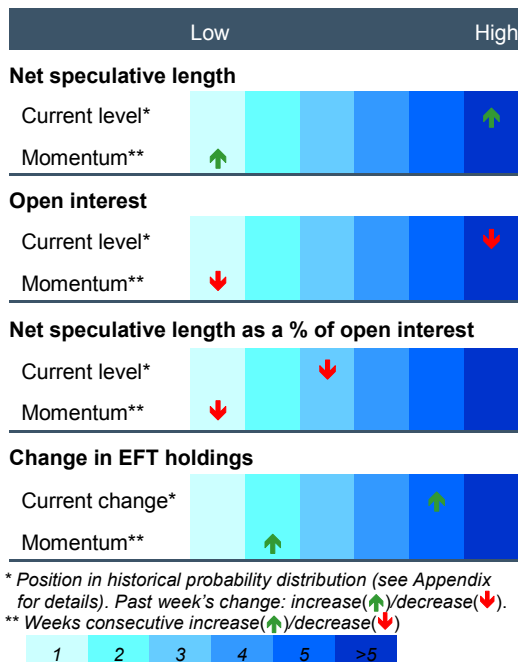 Low High
Net speculative length
Current level*
Momentum**
Open interest
Current level*
Momentum**
Net speculative length as a % of open interest
Current level*
Momentum**
Change in EFT holdings
Current change*
Momentum**
* Position in historical probability distribution (see Appendix
for details). Past week's change: increase(↑)/decrease(↓).
** Weeks consecutive increase(↑)/decrease(↓)
1 2 3 4 5 >5